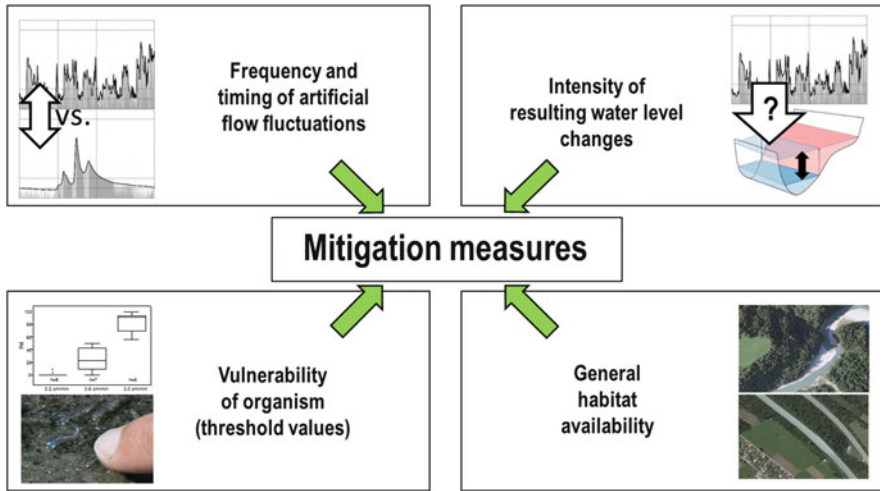 vs.
Frequency and
timing of artificial
flow fluctuations
Intensity of
resulting water level
changes
?
Mitigation measures
Vulnerability
of organism
(threshold values)
General
habitat
availability